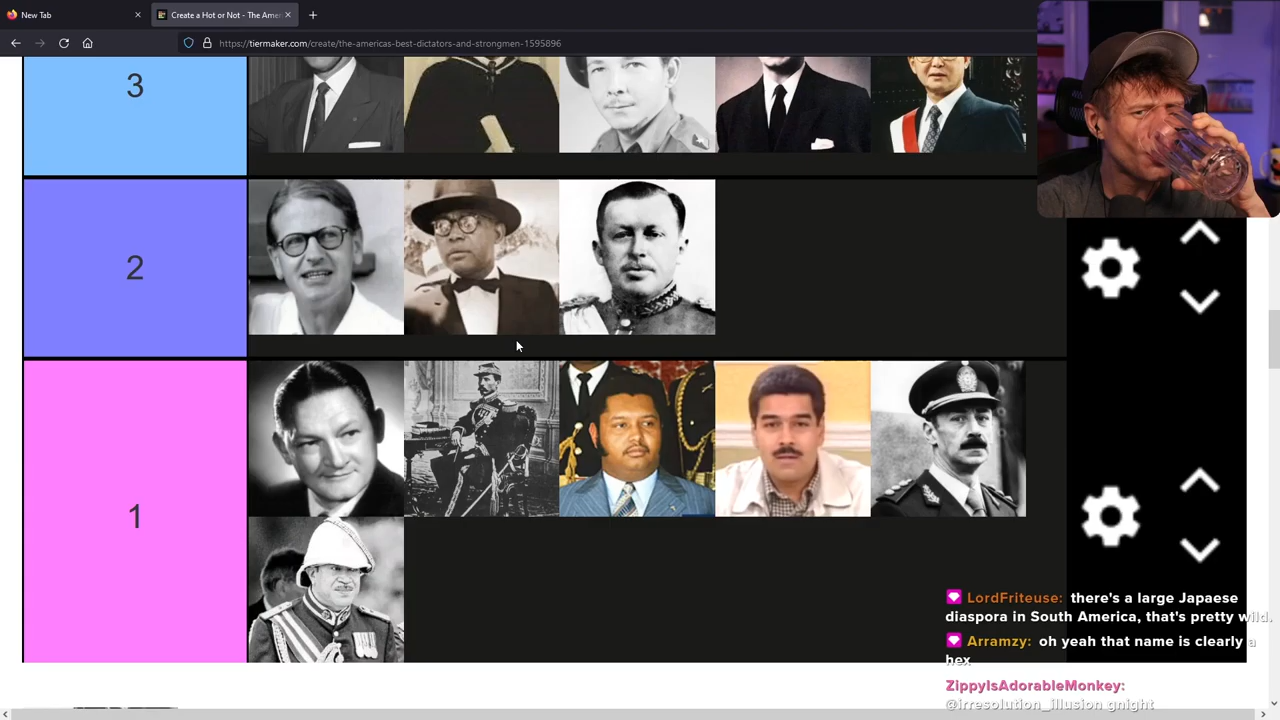 New Tab
Create a Hot or Not - The Ame
https://tiermaker.com/create/the-americas-best-dictators-and-strongmen-1595896
3
2
1
LordFriteuse: there's a large Japaese
diaspora in South America, that's pretty wild.
Arramzy: oh yeah that name is clearly a
hex
ZippyIsAdorableMonkey:
@irresolution_illusion gnight